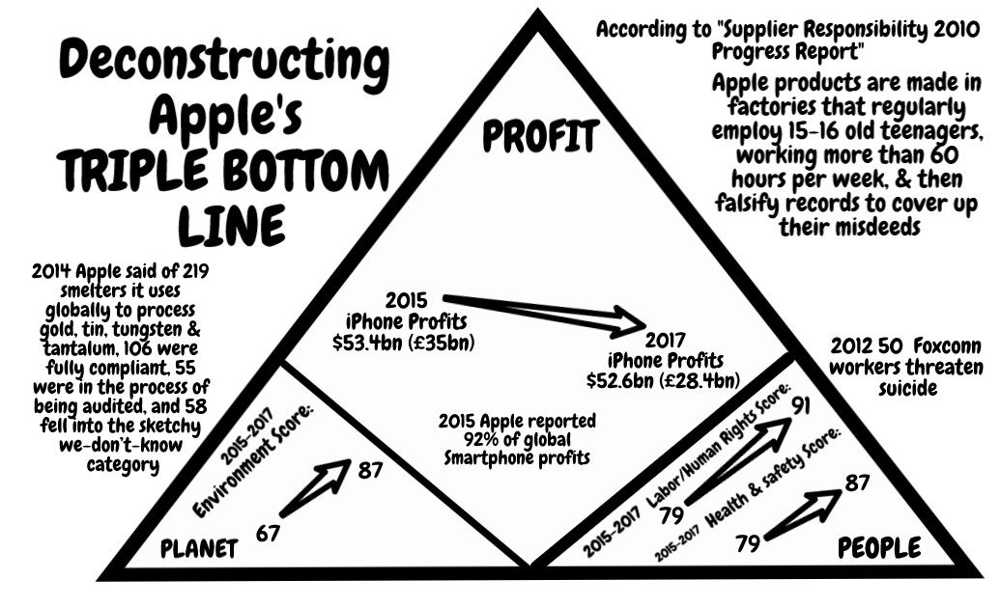 Deconstructing
Apple's
TRIPLE BOTTOM
LINE
According to "Supplier Responsibility 2010
Progress Report"
Apple products are made in
factories that regularly
employ 15-16 old teenagers,
working more than 60
hours per week, & then
falsify records to cover up
their misdeeds
PROFIT
2014 Apple said of 219
smelters it uses
globally to process
gold, tin, tungsten &
tantalum, 106 were
fully compliant, 55
were in the process of
being audited, and 58
fell into the sketchy
we-don't-know
category
2015
iPhone Profits
$53.4bn (£35bn)
2017
iPhone Profits
$52.6bn (£28.4bn)
2015 Apple reported
92% of global
Smartphone profits
2012 50 Foxconn
workers threaten
suicide
2015-2017
Environment Score:
67
87
PLANET
2015-2017 Labor/Human Rights Score:
79
91
2015-2017 Health & safety Score:
79
87
PEOPLE